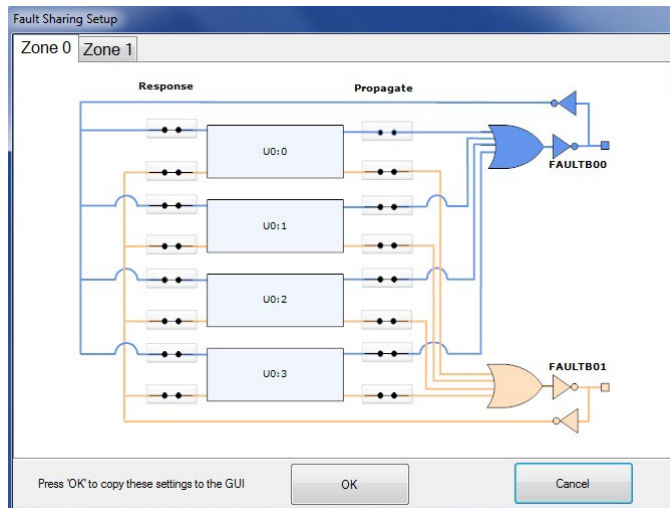 Fault Sharing Setup
Zone 0 Zone 1
Response Propagate
U0:0
FAULTB00
U0:1
U0:2
U0:3
FAULTB01
Press 'OK' to copy these settings to the GUI OK Cancel